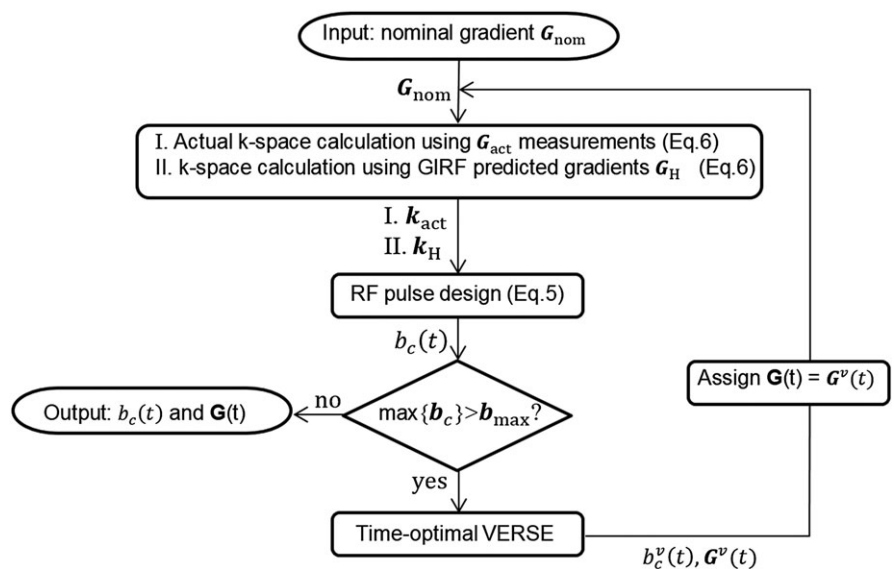 Input: nominal gradient G_nom
G_nom
I. Actual k-space calculation using G_act measurements (Eq.6)
II. k-space calculation using GIRF predicted gradients G_H (Eq.6)
I. k_act
II. k_H
RF pulse design (Eq.5)
b_c(t)
Assign G(t) = G^v(t)
Output: b_c(t) and G(t)
no
max{b_c}>b_max?
yes
Time-optimal VERSE
b_c^v(t), G^v(t)